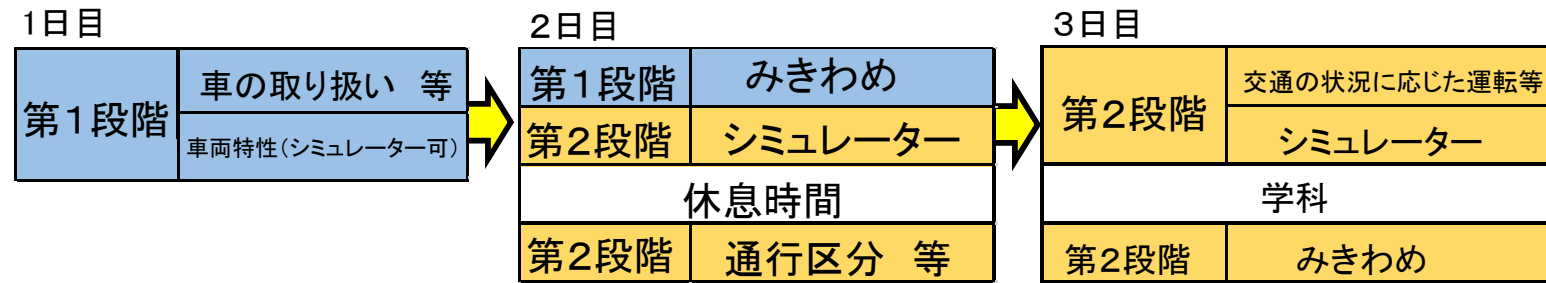 1日目
第1段階
車の取り扱い 等
車両特性(シミュレーター可)
2日目
第1段階 みきわめ
第2段階 シミュレーター
休息時間
第2段階 通行区分 等
3日目
第2段階
交通の状況に応じた運転等
シミュレーター
学科
第2段階 みきわめ